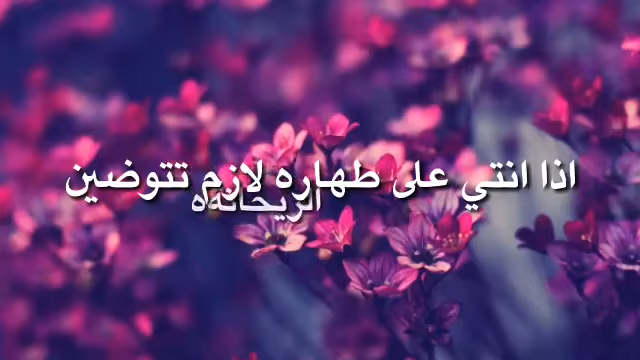 اذا انتي على طهاره لازم تتوضين
الريحانه